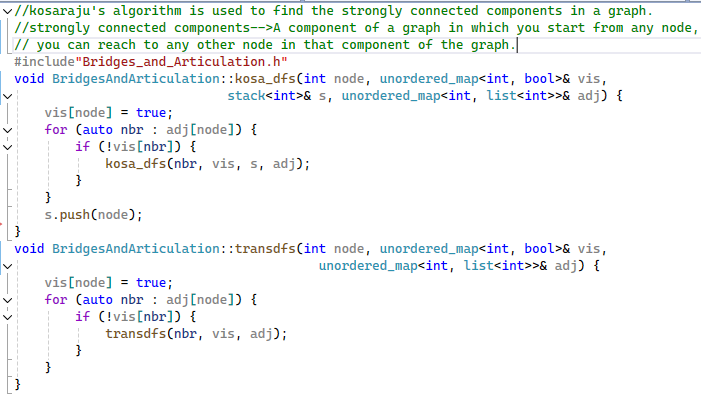 //kosaraju's algorithm is used to find the strongly connected components in a graph.
//strongly connected components-->A component of a graph in which you start from any node,
// you can reach to any other node in that component of the graph.
#include"Bridges_and_Articulation.h"
void BridgesAndArticulation::kosa_dfs(int node, unordered_map<int, bool>& vis,
                            stack<int>& s, unordered_map<int, list<int>>& adj) {
    vis[node] = true;
    for (auto nbr : adj[node]) {
        if (!vis[nbr]) {
            kosa_dfs(nbr, vis, s, adj);
        }
    }
    s.push(node);
}
void BridgesAndArticulation::transdfs(int node, unordered_map<int, bool>& vis,
                                        unordered_map<int, list<int>>& adj) {
    vis[node] = true;
    for (auto nbr : adj[node]) {
        if (!vis[nbr]) {
            transdfs(nbr, vis, adj);
        }
    }
}